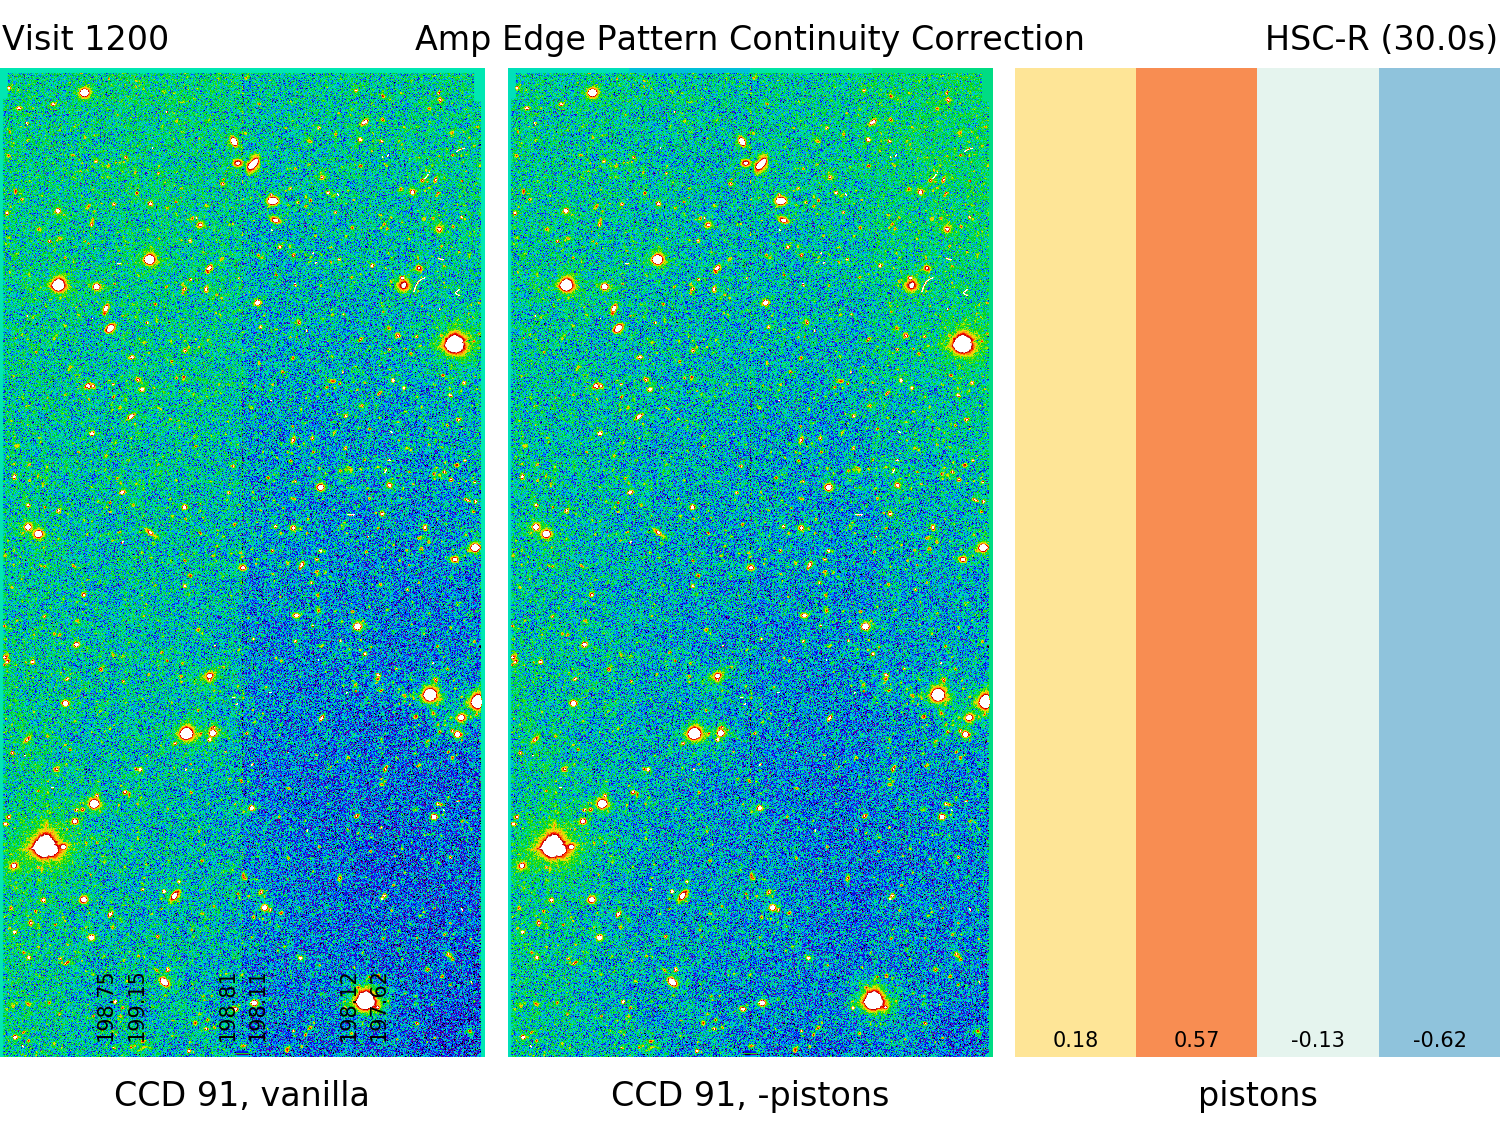 Visit 1200
Amp Edge Pattern Continuity Correction
HSC-R (30.0s)
198.75
199.15
198.81
198.11
198.12
197.62
0.18
0.57
-0.13
-0.62
CCD 91, vanilla
CCD 91, -pistons
pistons